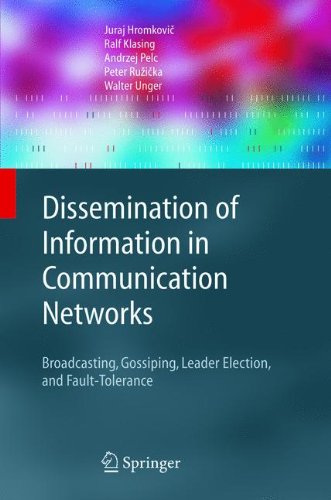 Juraj Hromkovič
Ralf Klasing
Andrzej Pelc
Peter Ružička
Walter Unger
Dissemination of
Information in
Communication
Networks
Broadcasting, Gossiping, Leader Election,
and Fault-Tolerance
Springer